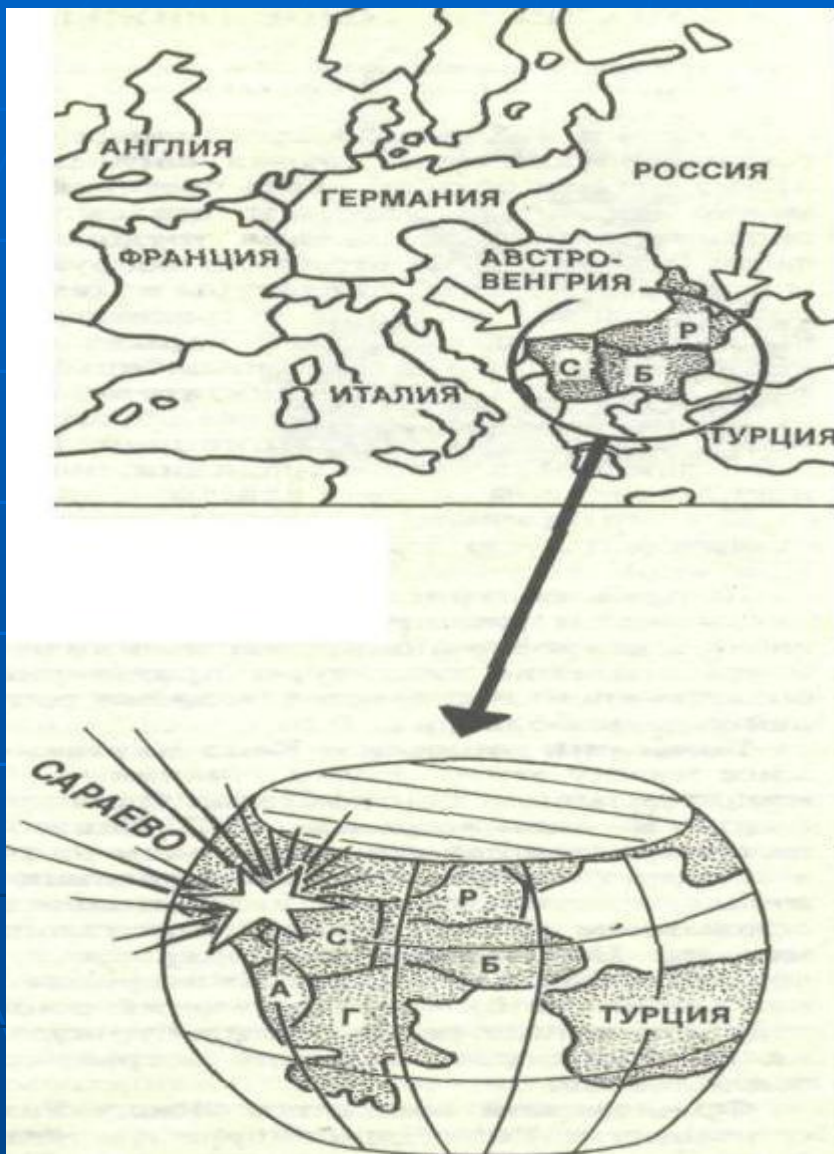 АНГЛИЯ
РОССИЯ
ГЕРМАНИЯ
ФРАНЦИЯ
АВСТРО-
ВЕНГРИЯ
Р
С
Б
ИТАЛИЯ
ТУРЦИЯ
САРАЕВО
Р
С
Б
А
Г
ТУРЦИЯ